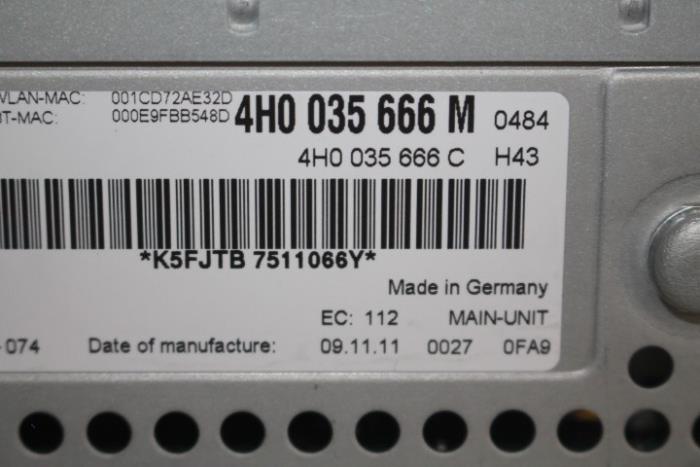 WLAN-MAC: 001CD72AE32D
BT-MAC: 000E9FBB548D
4H0 035 666 M 0484
4H0 035 666 C H43
*K5FJTB 7511066Y*
Made in Germany
EC: 112 MAIN-UNIT
-074 Date of manufacture: 09.11.11 0027 0FA9